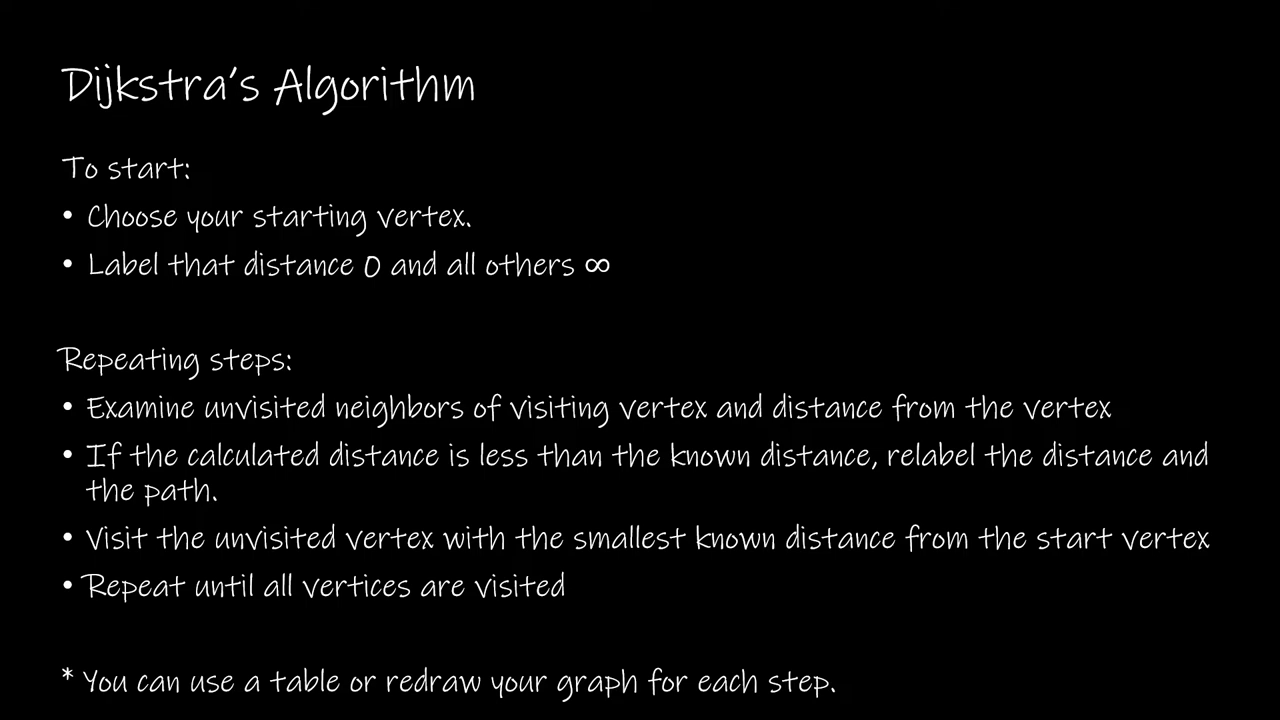 Dijkstra's Algorithm
To start:
• Choose your starting vertex.
• Label that distance 0 and all others ∞
Repeating steps:
• Examine unvisited neighbors of visiting vertex and distance from the vertex
• If the calculated distance is less than the known distance, relabel the distance and
the path.
• Visit the unvisited vertex with the smallest known distance from the start vertex
• Repeat until all vertices are visited
* You can use a table or redraw your graph for each step.